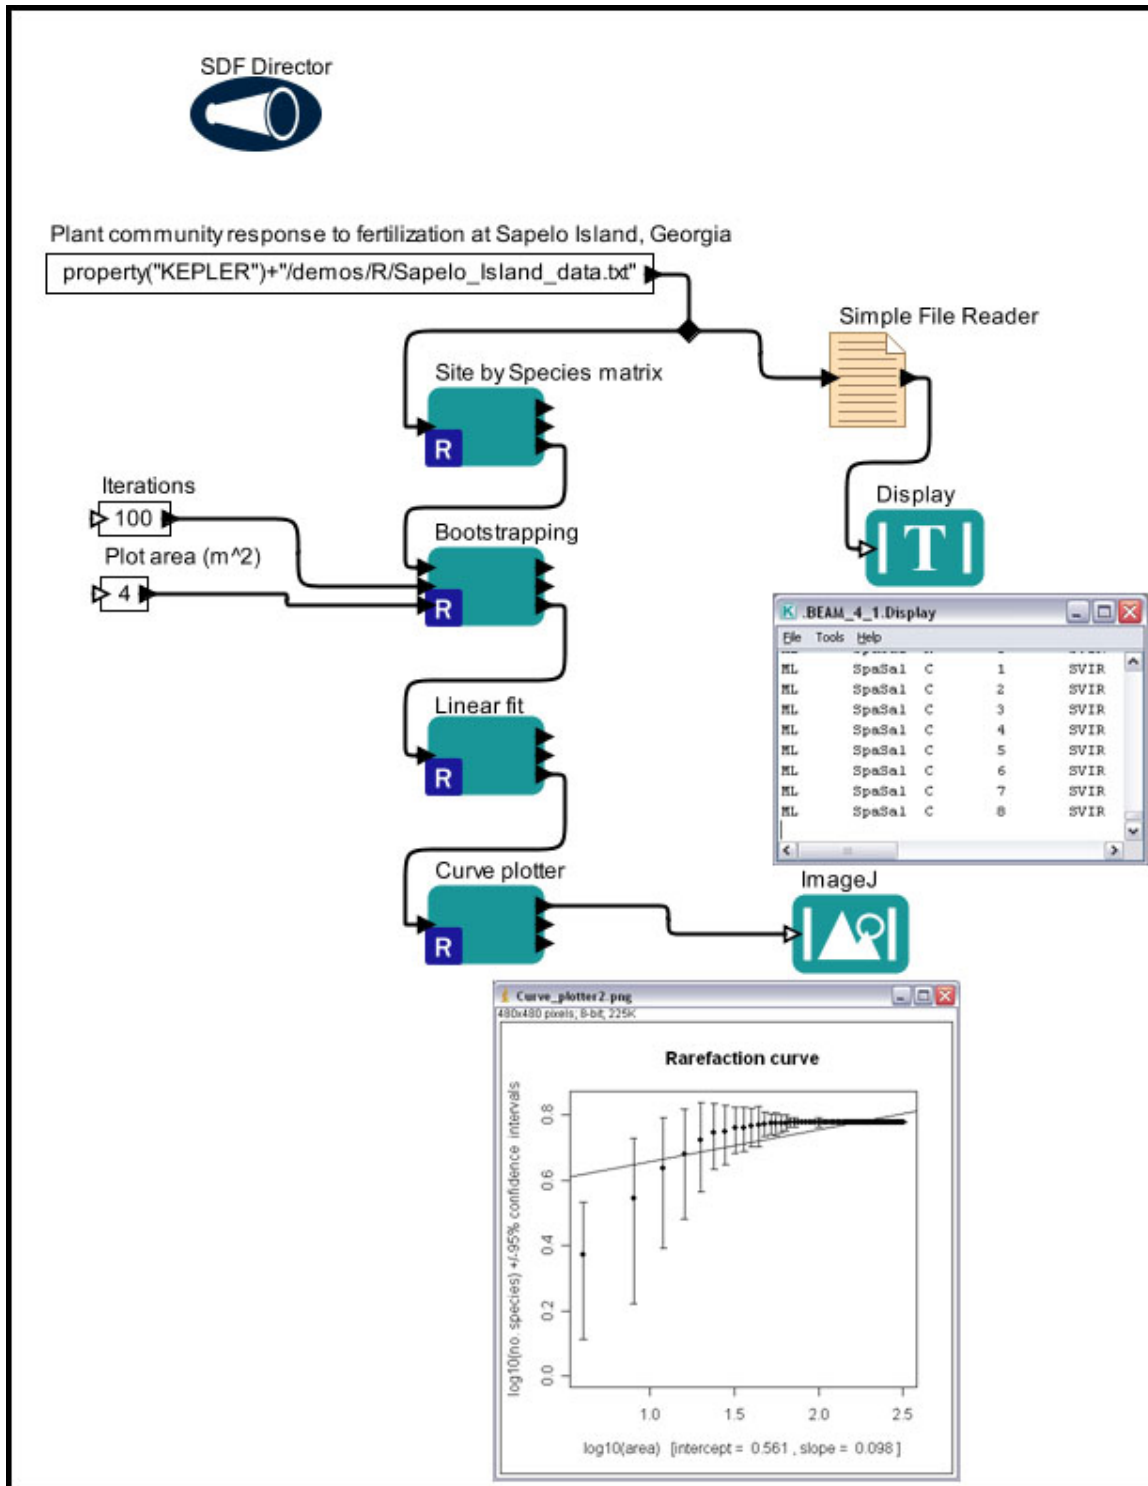 SDF Director
Plant community response to fertilization at Sapelo Island, Georgia
property("KEPLER")+"/demos/R/Sapelo_Island_data.txt"
Simple File Reader
Site by Species matrix
R
Iterations
100
Plot area (m^2)
4
Bootstrapping
R
Display
T
K .BEAM_4_1.Display
File Tools Help
ML SpaSal C 1 SVIR
ML SpaSal C 2 SVIR
ML SpaSal C 3 SVIR
ML SpaSal C 4 SVIR
ML SpaSal C 5 SVIR
ML SpaSal C 6 SVIR
ML SpaSal C 7 SVIR
ML SpaSal C 8 SVIR
Linear fit
R
Curve plotter
R
ImageJ
Curve_plotter2.png
480x480 pixels; 8-bit; 225K
Rarefaction curve
log10(no. species) +/-95% confidence intervals
0.8
0.6
0.4
0.2
0.0
1.0 1.5 2.0 2.5
log10(area) [intercept = 0.561 , slope = 0.098 ]